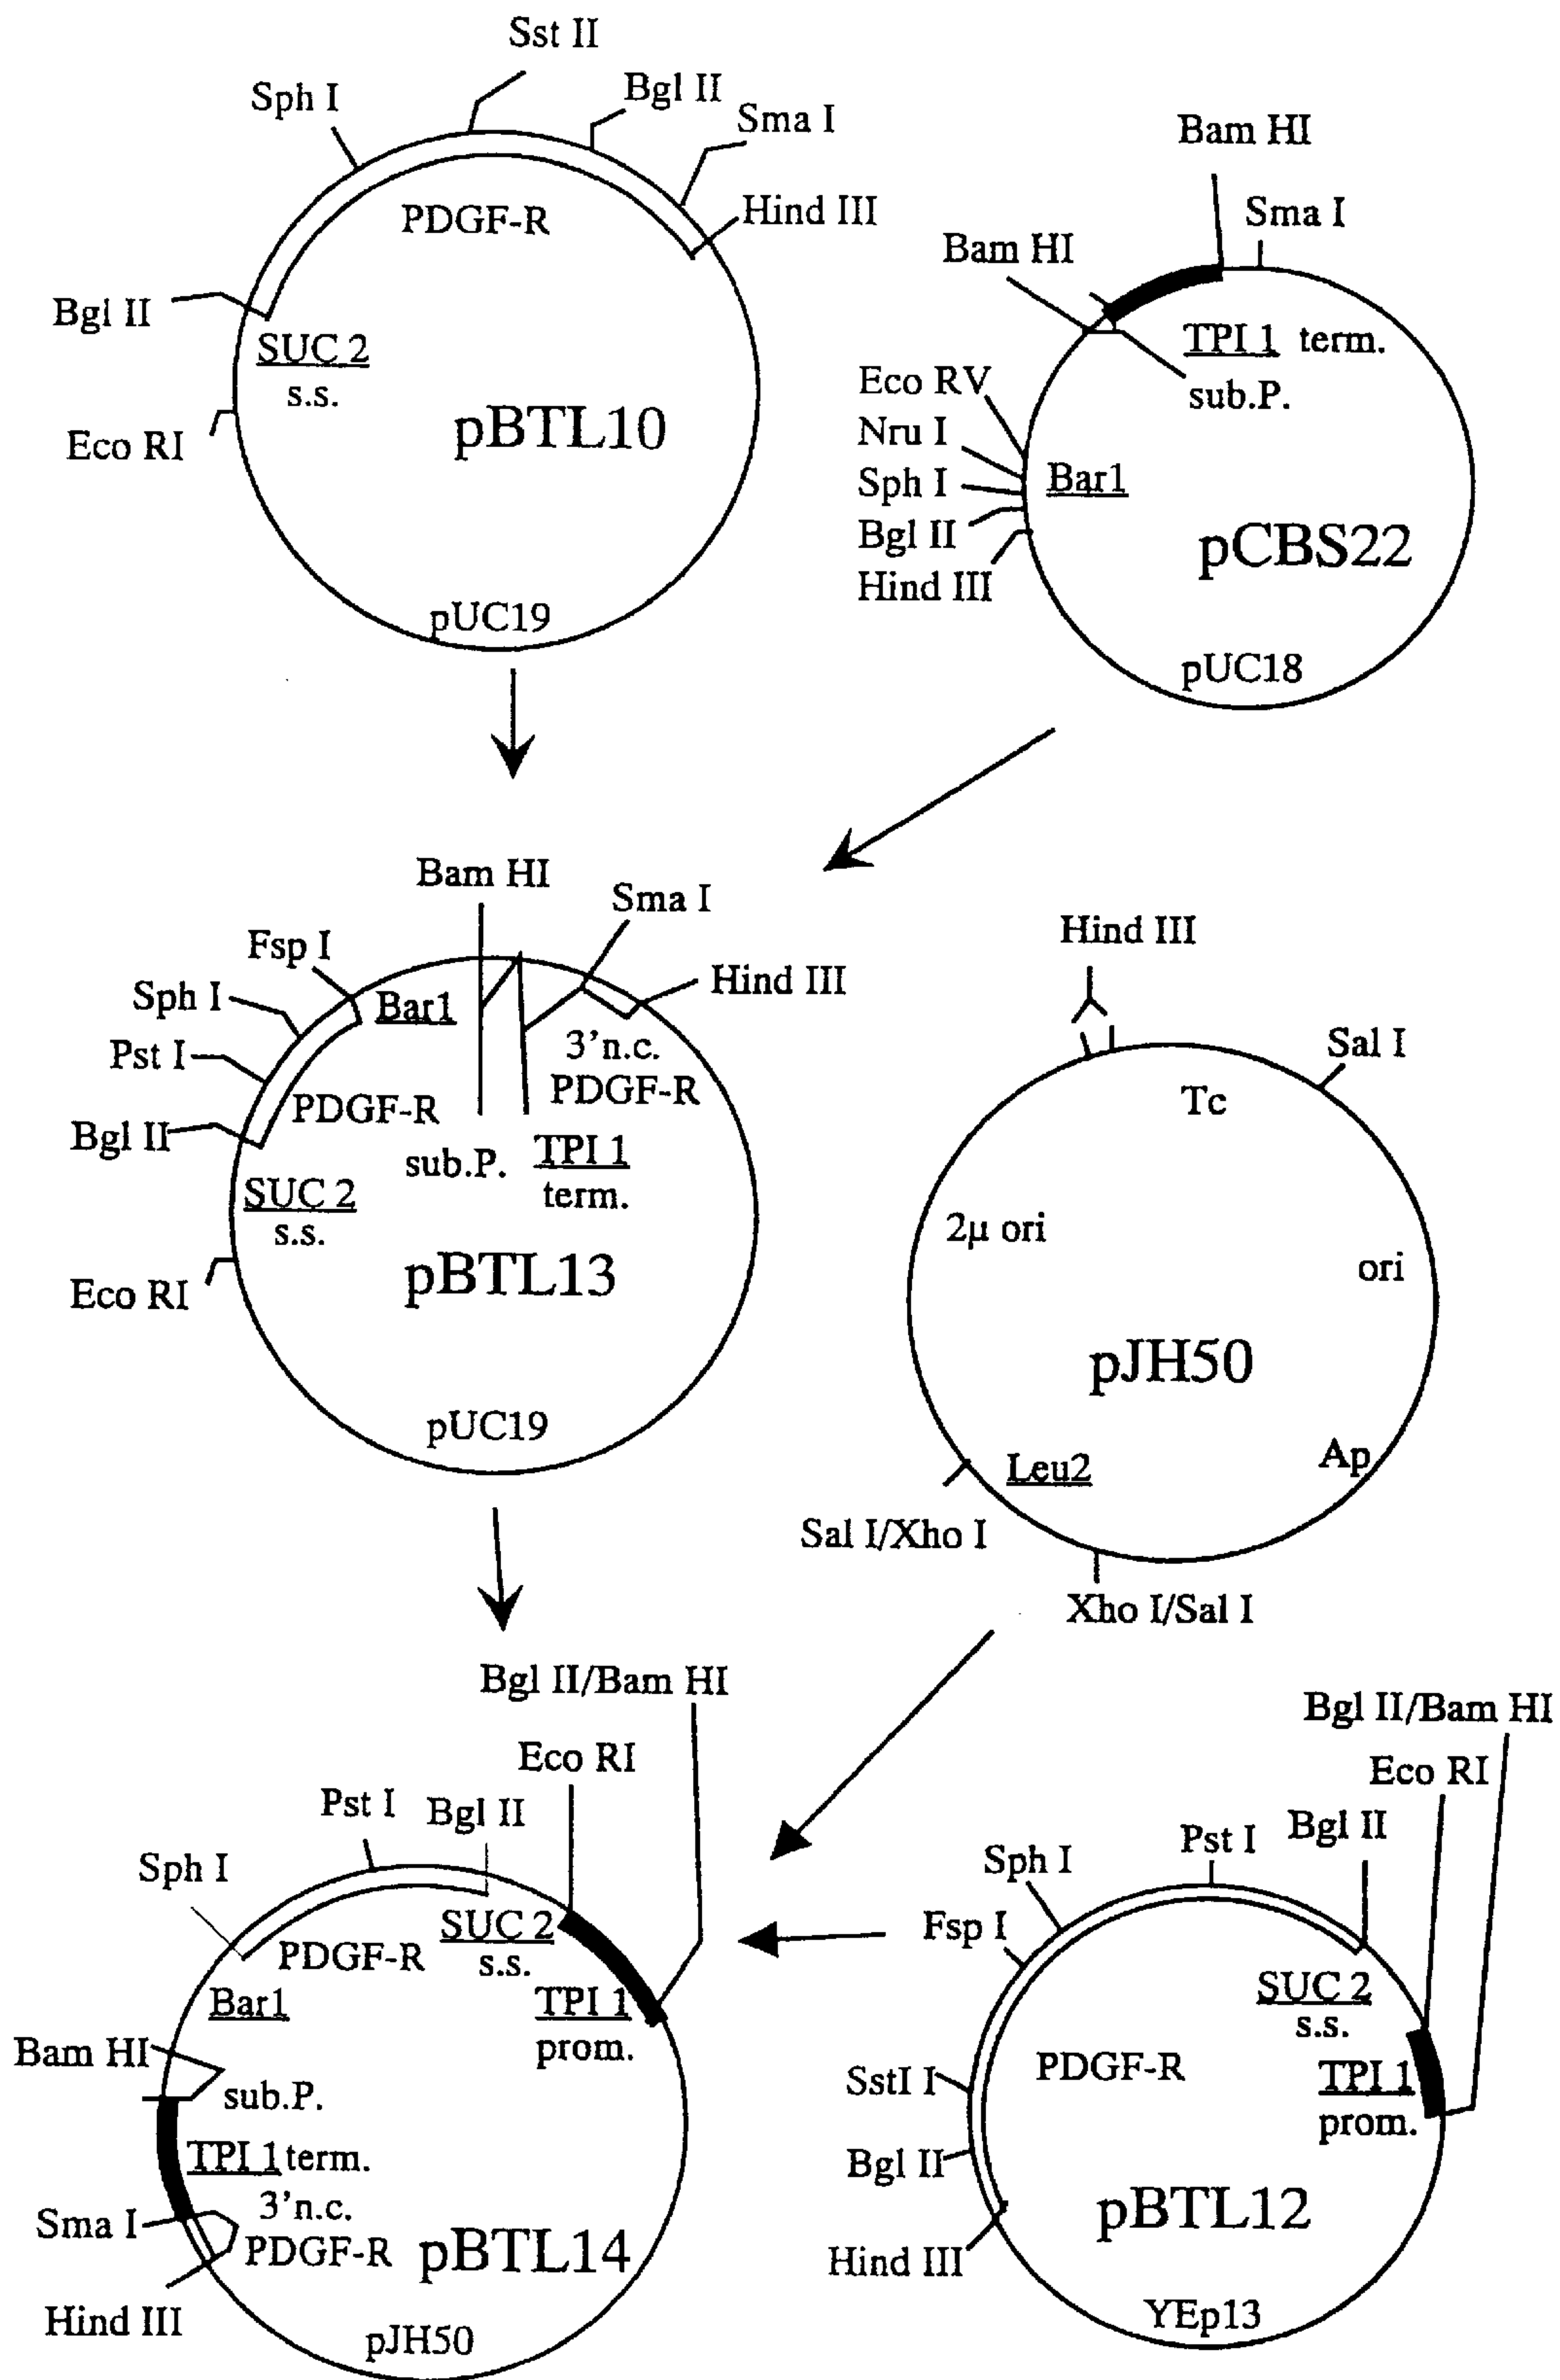 Sst II
Sph I
Bgl II
Sma I
PDGF-R
Hind III
Bgl II
SUC 2
s.s.
Eco RI
pBTL10
pUC19
Bam HI
Sma I
Bam HI
TPI 1 term.
sub.P.
Eco RV
Nru I
Sph I
Bar1
Bgl II
Hind III
pCBS22
pUC18
Bam HI
Sma I
Fsp I
Hind III
Sph I
Bar1
Pst I
3'n.c.
PDGF-R
PDGF-R
Bgl II
sub.P.
TPI 1
term.
SUC 2
s.s.
Eco RI
pBTL13
pUC19
Hind III
Sal I
Tc
2μ ori
ori
pJH50
Leu2
Ap
Sal I/Xho I
Xho I/Sal I
Bgl II/Bam HI
Eco RI
Pst I
Bgl II
Sph I
SUC 2
s.s.
PDGF-R
Bar1
TPI 1
prom.
Bam HI
sub.P.
TPI 1 term.
3'n.c.
Sma I
PDGF-R
pBTL14
Hind III
pJH50
Bgl II/Bam HI
Eco RI
Bgl II
Pst I
Sph I
Fsp I
SUC 2
s.s.
PDGF-R
SstI I
TPI 1
prom.
Bgl II
pBTL12
Hind III
YEp13